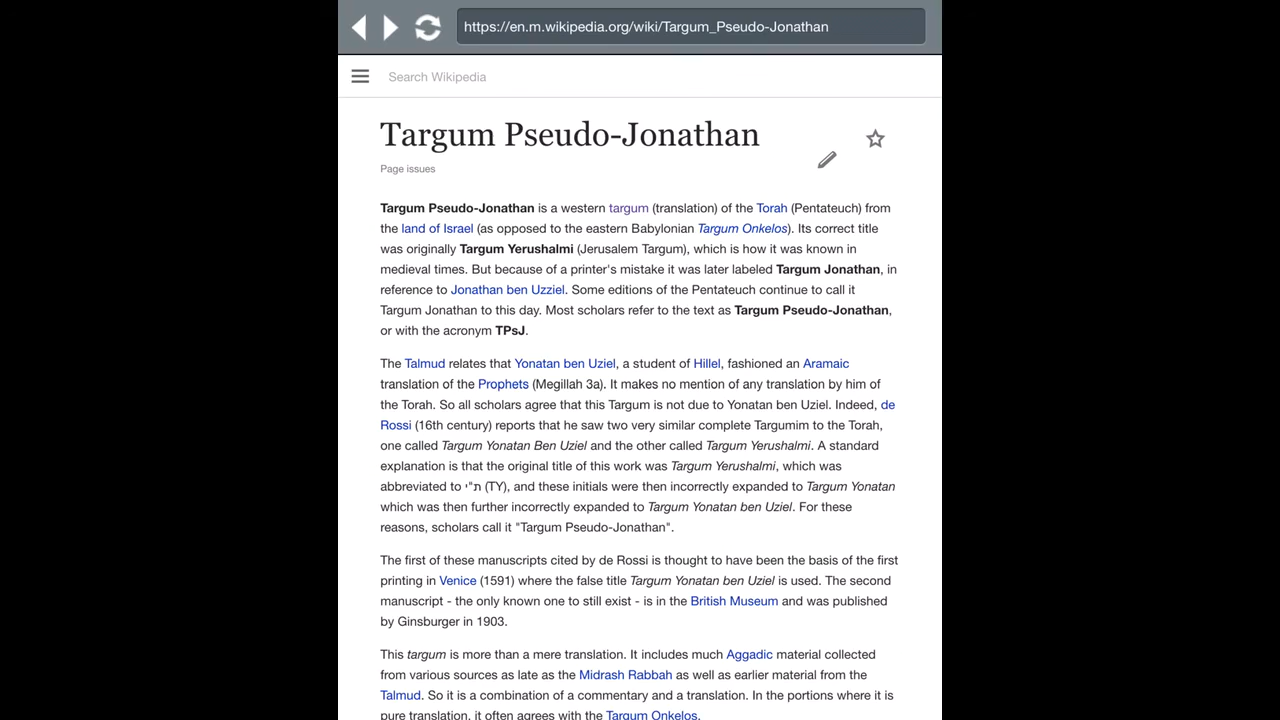 https://en.m.wikipedia.org/wiki/Targum_Pseudo-Jonathan
Search Wikipedia
Targum Pseudo-Jonathan
Page issues
Targum Pseudo-Jonathan is a western targum (translation) of the Torah (Pentateuch) from
the land of Israel (as opposed to the eastern Babylonian Targum Onkelos). Its correct title
was originally Targum Yerushalmi (Jerusalem Targum), which is how it was known in
medieval times. But because of a printer's mistake it was later labeled Targum Jonathan, in
reference to Jonathan ben Uzziel. Some editions of the Pentateuch continue to call it
Targum Jonathan to this day. Most scholars refer to the text as Targum Pseudo-Jonathan,
or with the acronym TPsJ.
The Talmud relates that Yonatan ben Uziel, a student of Hillel, fashioned an Aramaic
translation of the Prophets (Megillah 3a). It makes no mention of any translation by him of
the Torah. So all scholars agree that this Targum is not due to Yonatan ben Uziel. Indeed, de
Rossi (16th century) reports that he saw two very similar complete Targumim to the Torah,
one called Targum Yonatan Ben Uziel and the other called Targum Yerushalmi. A standard
explanation is that the original title of this work was Targum Yerushalmi, which was
abbreviated to ת"י (TY), and these initials were then incorrectly expanded to Targum Yonatan
which was then further incorrectly expanded to Targum Yonatan ben Uziel. For these
reasons, scholars call it "Targum Pseudo-Jonathan".
The first of these manuscripts cited by de Rossi is thought to have been the basis of the first
printing in Venice (1591) where the false title Targum Yonatan ben Uziel is used. The second
manuscript - the only known one to still exist - is in the British Museum and was published
by Ginsburger in 1903.
This targum is more than a mere translation. It includes much Aggadic material collected
from various sources as late as the Midrash Rabbah as well as earlier material from the
Talmud. So it is a combination of a commentary and a translation. In the portions where it is
pure translation, it often agrees with the Targum Onkelos.